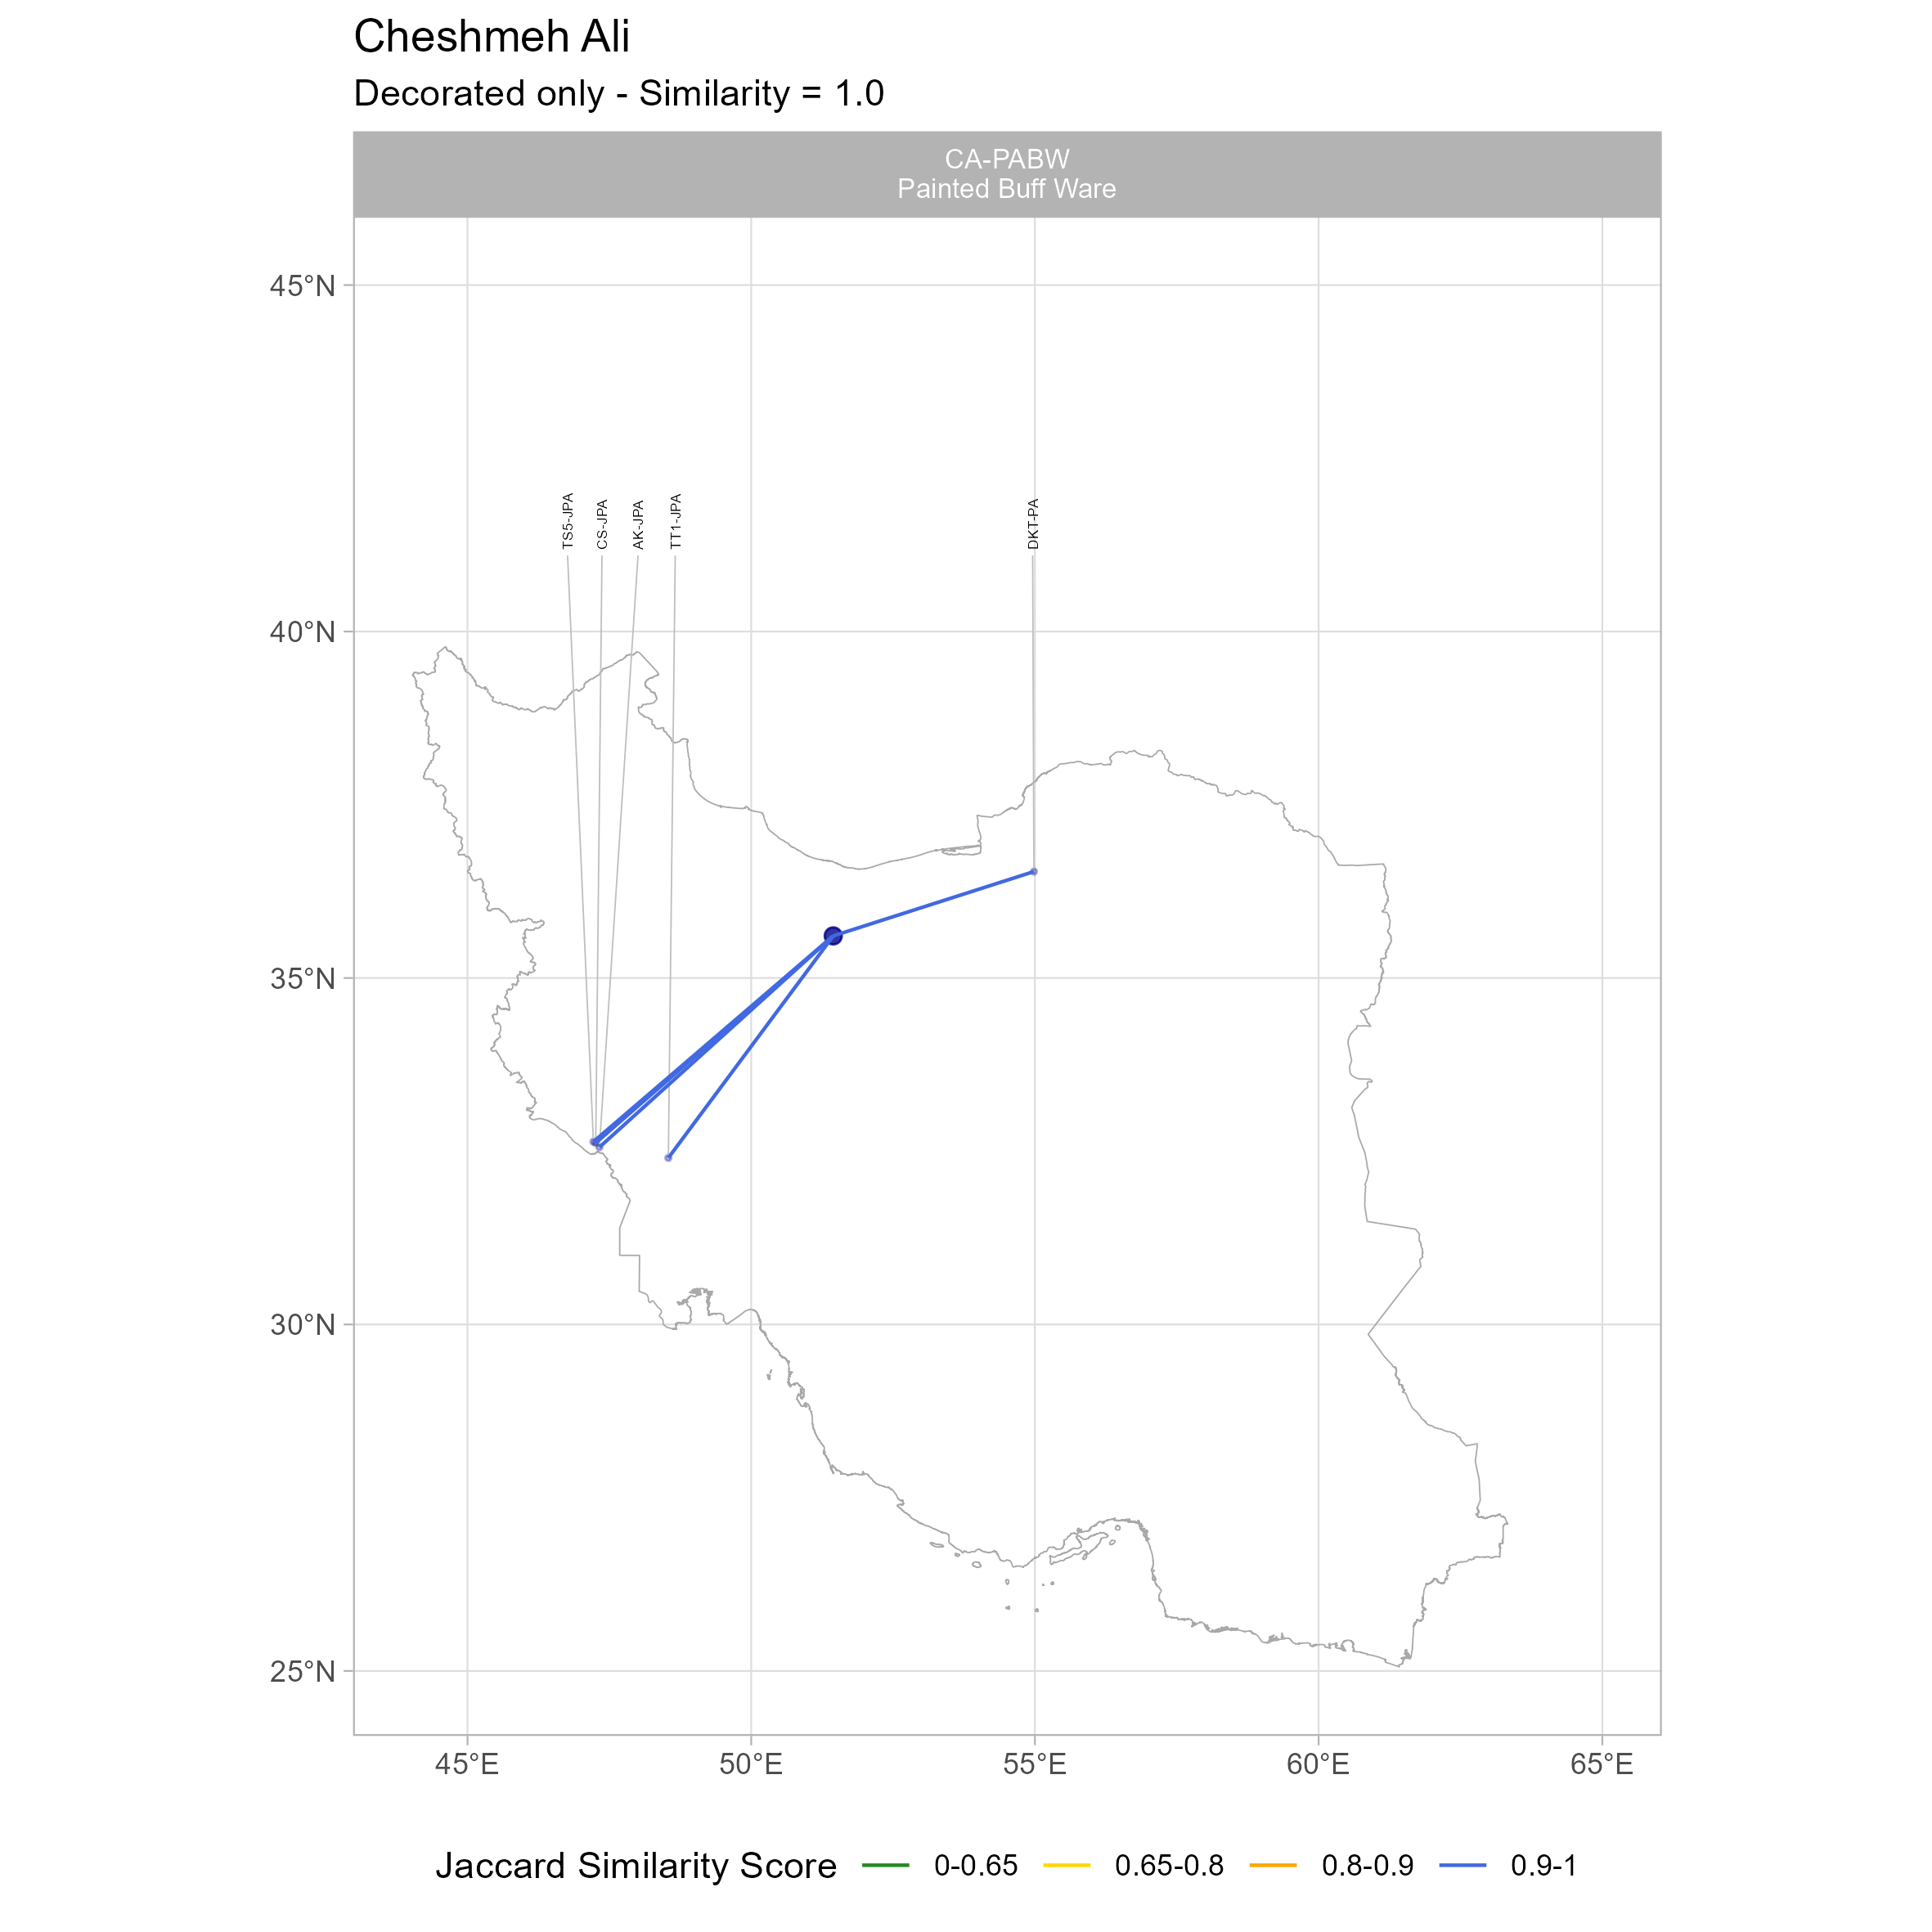 Cheshmeh Ali
Decorated only - Similarity = 1.0
CA-PABW
Painted Buff Ware
45°N
TS5-JPA
CS-JPA
AK-JPA
TT1-JPA
DKT-PA
40°N
35°N
30°N
25°N
45°E
50°E
55°E
60°E
65°E
Jaccard Similarity Score
0-0.65
0.65-0.8
0.8-0.9
0.9-1